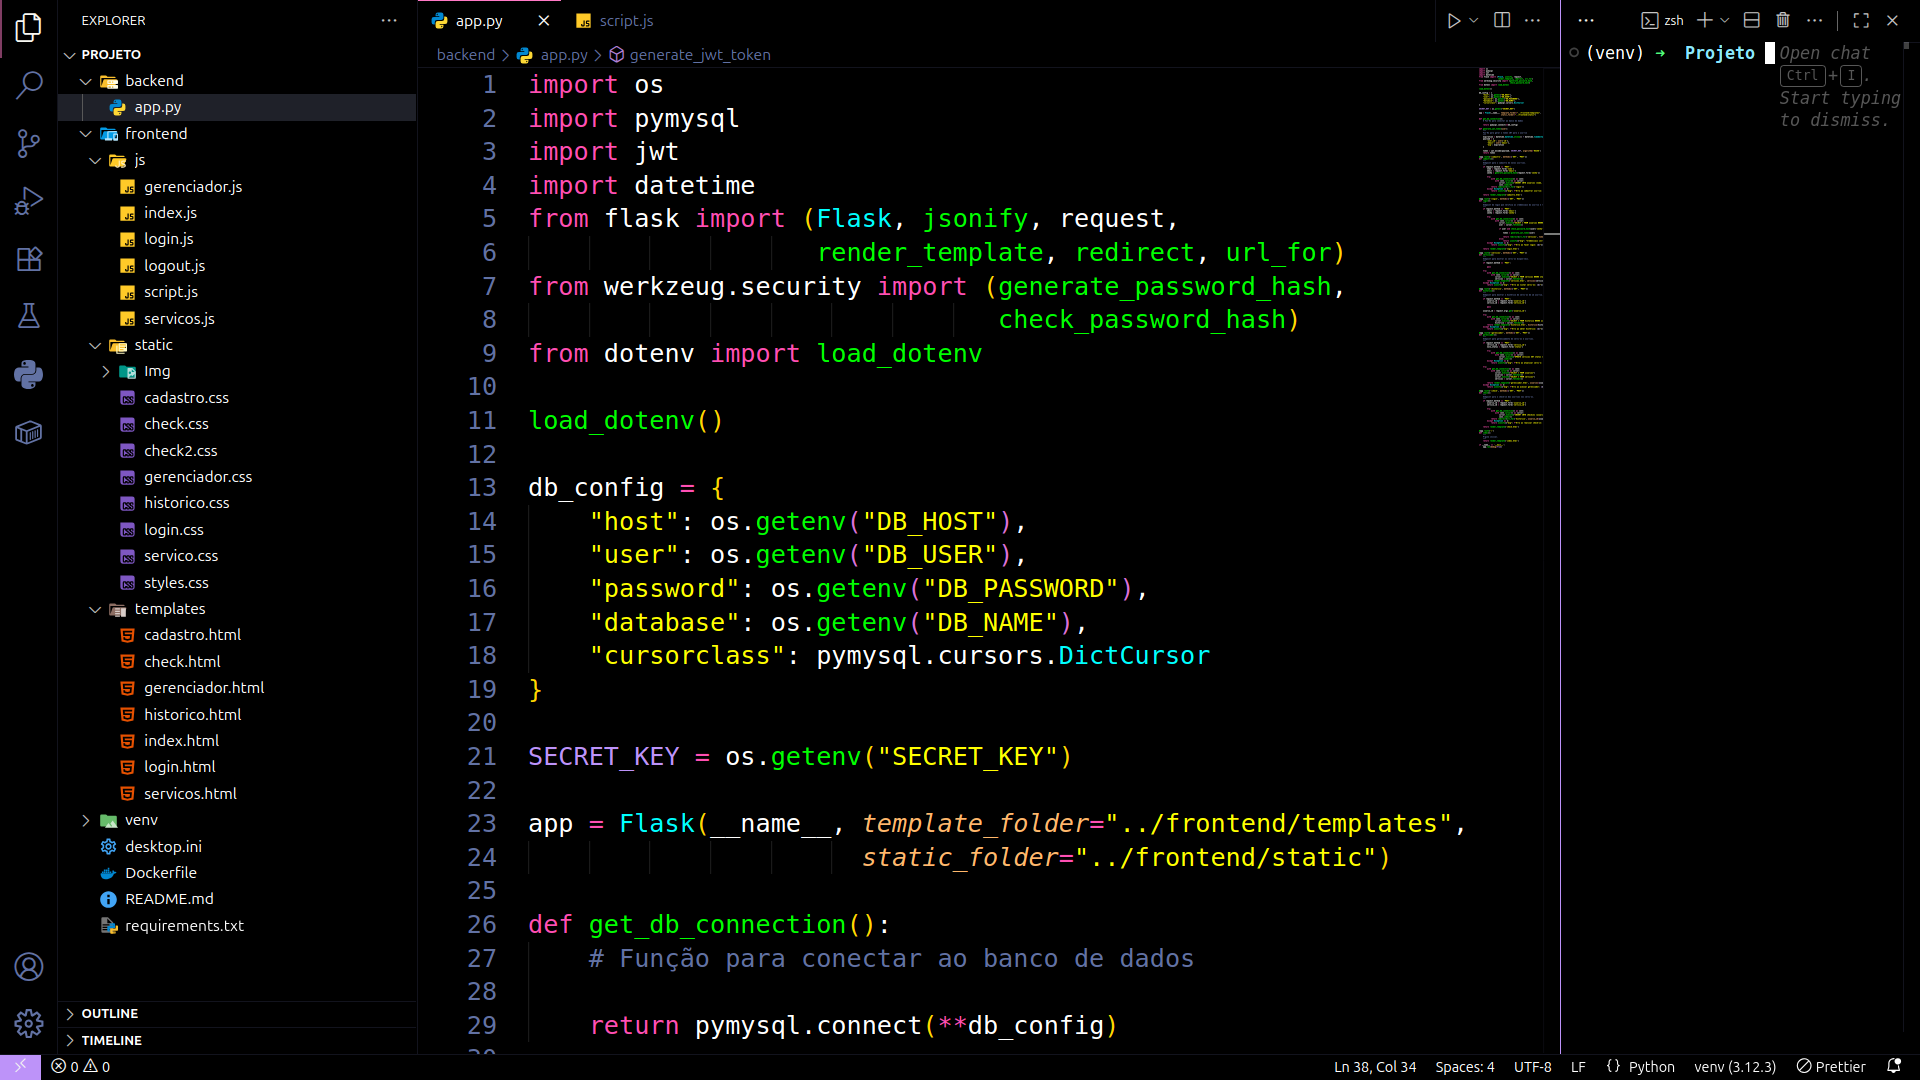 EXPLORER
PROJETO
backend
app.py
frontend
js
gerenciador.js
index.js
login.js
logout.js
script.js
servicos.js
static
Img
cadastro.css
check.css
check2.css
gerenciador.css
historico.css
login.css
servico.css
styles.css
templates
cadastro.html
check.html
gerenciador.html
historico.html
index.html
login.html
servicos.html
venv
desktop.ini
Dockerfile
README.md
requirements.txt
OUTLINE
TIMELINE
app.py script.js
backend > app.py > generate_jwt_token
1 import os
2 import pymysql
3 import jwt
4 import datetime
5 from flask import (Flask, jsonify, request,
6 render_template, redirect, url_for)
7 from werkzeug.security import (generate_password_hash,
8 check_password_hash)
9 from dotenv import load_dotenv
10
11 load_dotenv()
12
13 db_config = {
14 "host": os.getenv("DB_HOST"),
15 "user": os.getenv("DB_USER"),
16 "password": os.getenv("DB_PASSWORD"),
17 "database": os.getenv("DB_NAME"),
18 "cursorclass": pymysql.cursors.DictCursor
19 }
20
21 SECRET_KEY = os.getenv("SECRET_KEY")
22
23 app = Flask(__name__, template_folder="../frontend/templates",
24 static_folder="../frontend/static")
25
26 def get_db_connection():
27 # Função para conectar ao banco de dados
28
29 return pymysql.connect(**db_config)
zsh
(venv) ➜ Projeto Open chat
Ctrl+I.
Start typing
to dismiss.
0 0
Ln 38, Col 34 Spaces: 4 UTF-8 LF {} Python venv (3.12.3) Prettier